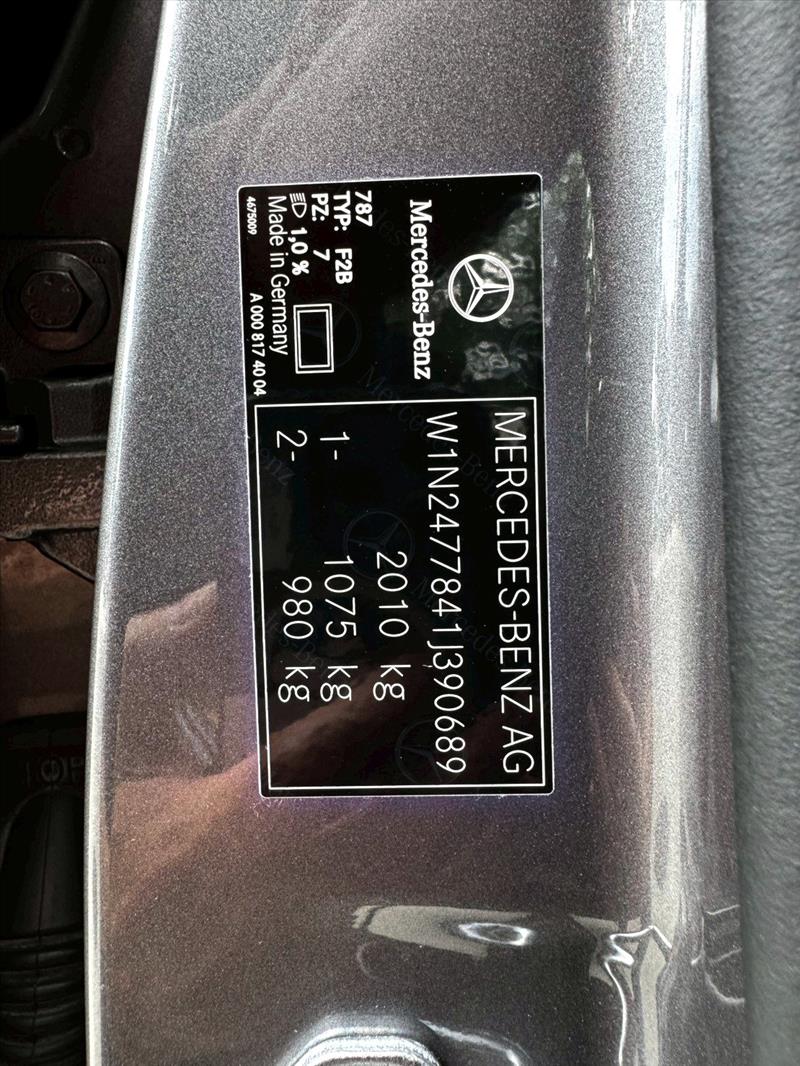 Mercedes-Benz
787
TYP: F2B
PZ: 7
1,0 %
Made in Germany
4675009
A 000 817 40 04
MERCEDES-BENZ AG
W1N2477841J390689
2010 kg
1- 1075 kg
2- 980 kg